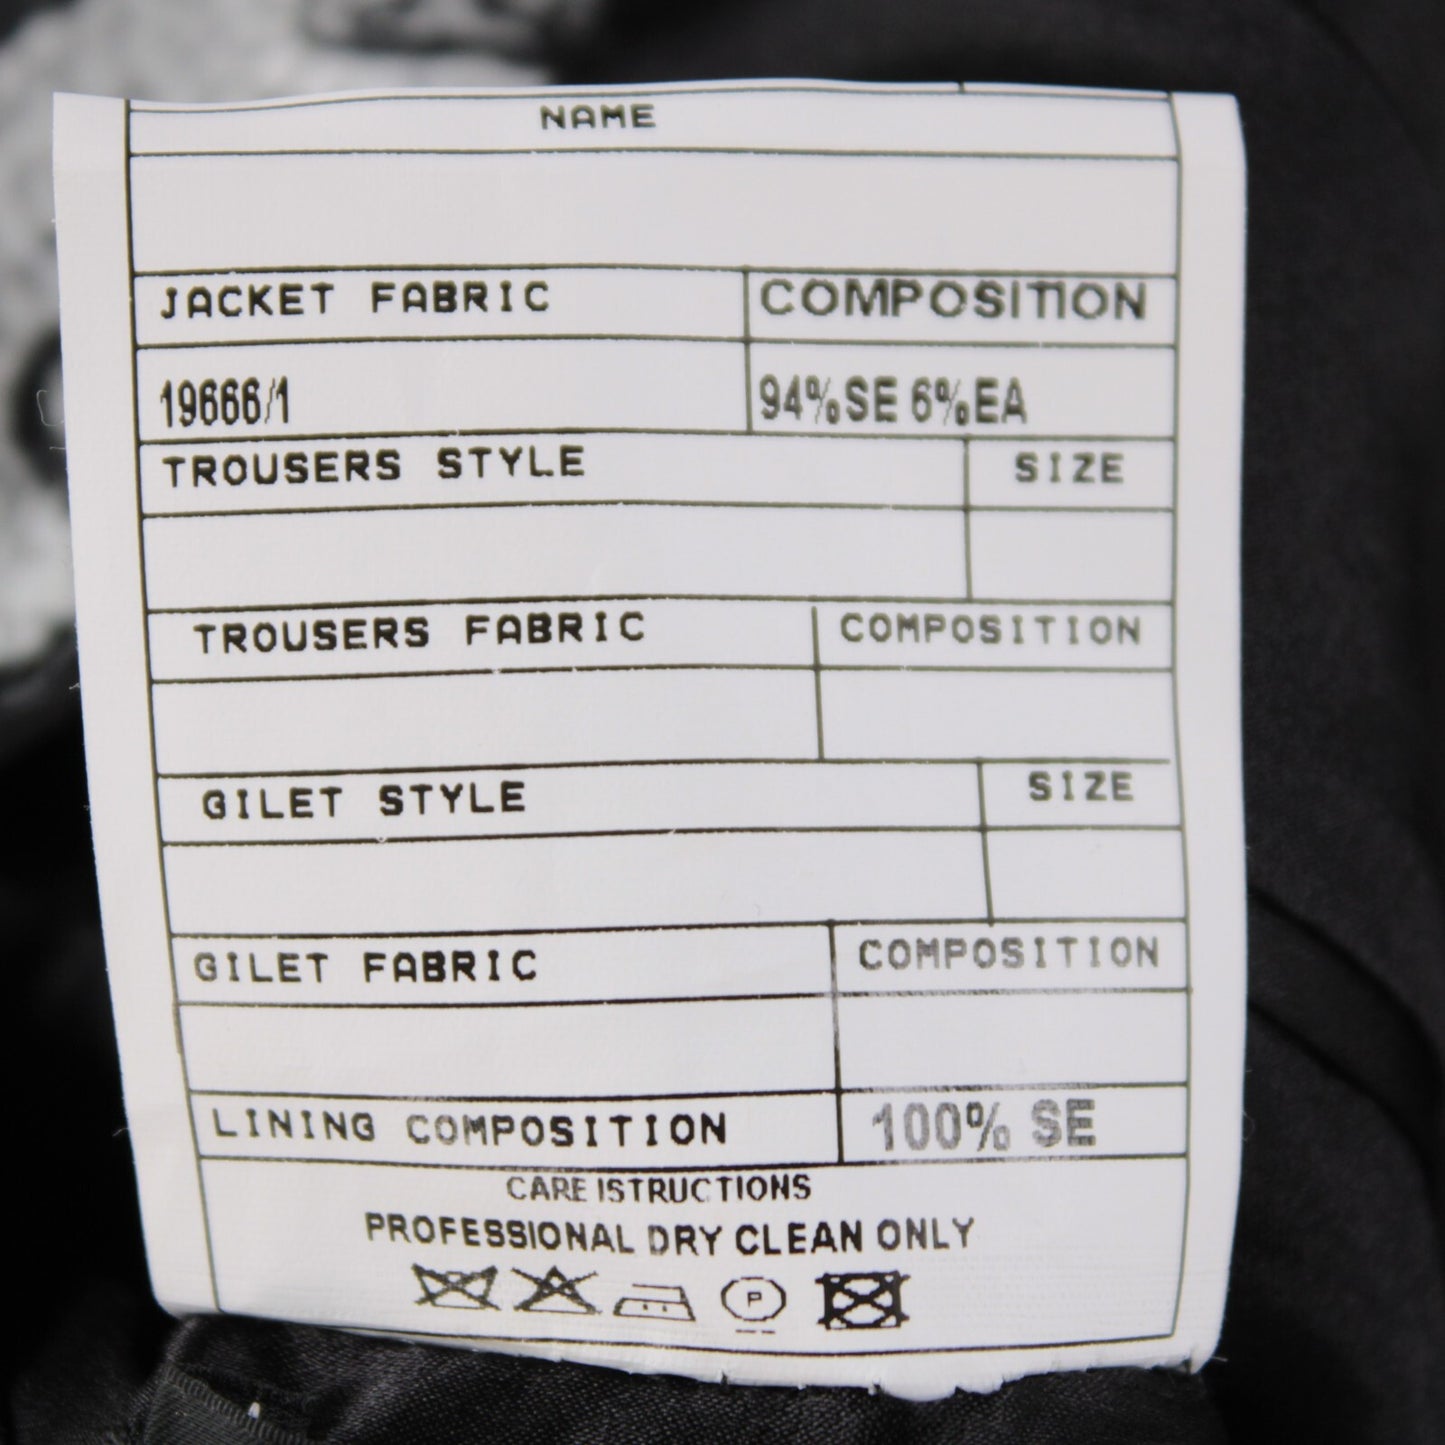 NAME
JACKET FABRIC COMPOSITION
19666/1 94% SE 6% EA
TROUSERS STYLE SIZE
TROUSERS FABRIC COMPOSITION
GILET STYLE SIZE
GILET FABRIC COMPOSITION
LINING COMPOSITION 100% SE
CARE ISTRUCTIONS
PROFESSIONAL DRY CLEAN ONLY
P